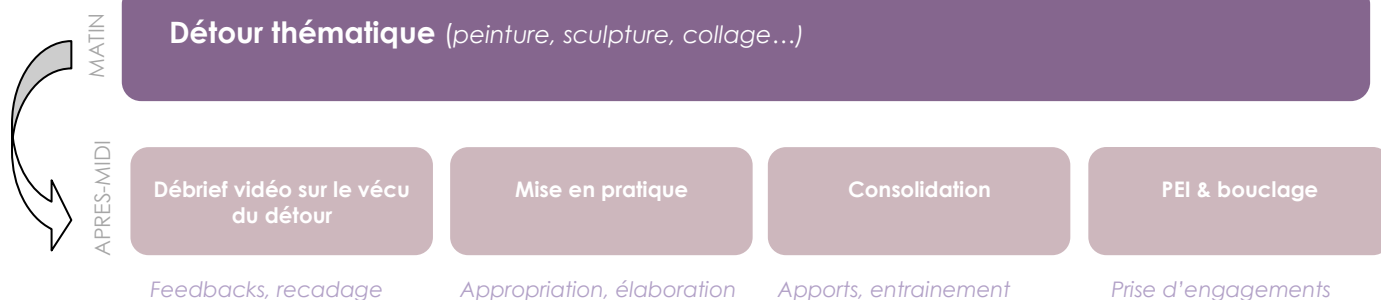 MATIN
Détour thématique (peinture, sculpture, collage…)
APRES-MIDI
Débrief vidéo sur le vécu
du détour
Mise en pratique
Consolidation
PEI & bouclage
Feedbacks, recadage
Appropriation, élaboration
Apports, entrainement
Prise d'engagements